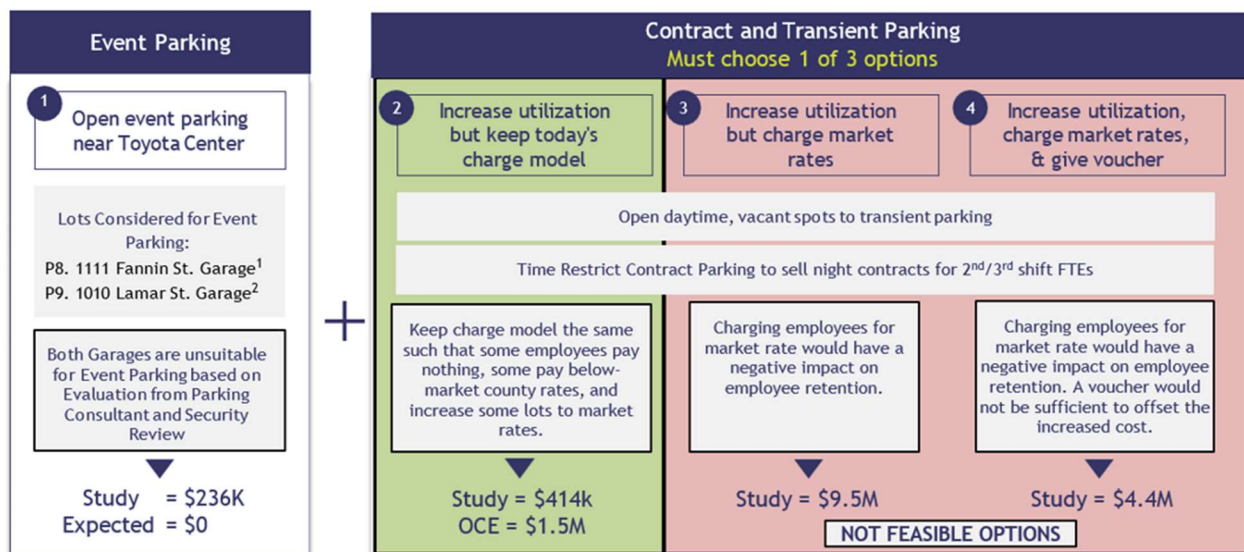 Event Parking
1
Open event parking
near Toyota Center
Lots Considered for Event
Parking:
P8. 1111 Fannin St. Garage¹
P9. 1010 Lamar St. Garage²
Both Garages are unsuitable
for Event Parking based on
Evaluation from Parking
Consultant and Security
Review
Study = $236K
Expected = $0
+
Contract and Transient Parking
Must choose 1 of 3 options
2
Increase utilization
but keep today's
charge model
3
Increase utilization
but charge market
rates
4
Increase utilization,
charge market rates,
& give voucher
Open daytime, vacant spots to transient parking
Time Restrict Contract Parking to sell night contracts for 2nd/3rd shift FTEs
Keep charge model the same
such that some employees pay
nothing, some pay below-
market county rates, and
increase some lots to market
rates.
Study = $414k
OCE = $1.5M
Charging employees for
market rate would have a
negative impact on
employee retention.
Study = $9.5M
Charging employees for
market rate would have a
negative impact on employee
retention. A voucher would
not be sufficient to offset the
increased cost.
Study = $4.4M
NOT FEASIBLE OPTIONS